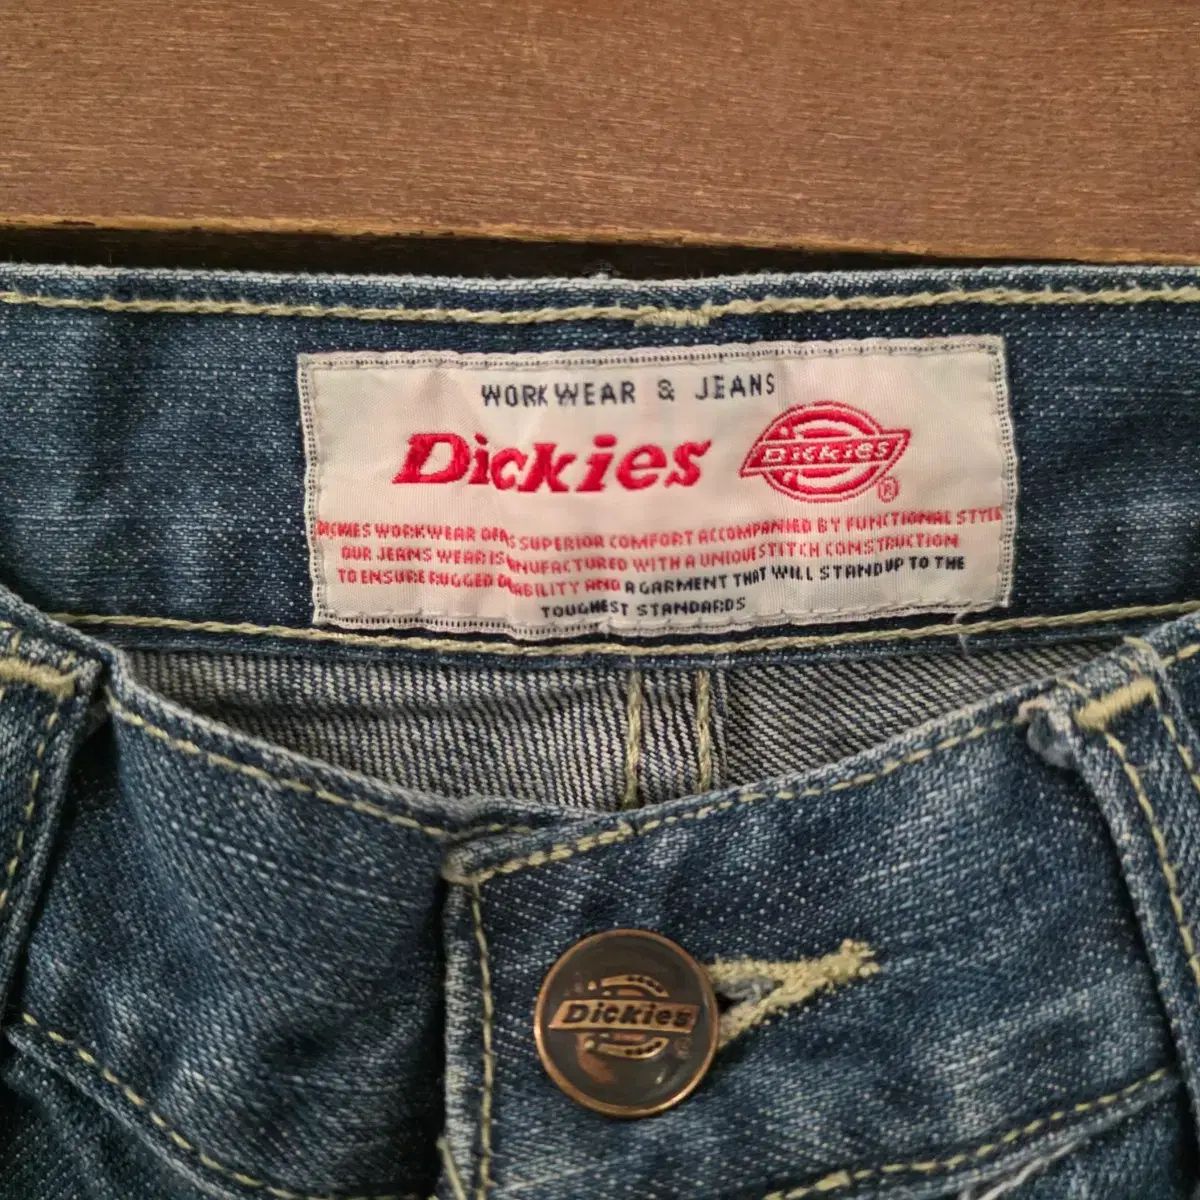 WORKWEAR & JEANS
Dickies Dickies ®
DICKIES WORKWEAR SUPERIOR COMFORT ACCOMPANIED BY FUNCTIONAL STYLE
OUR JEANS WEAR IS WITH A UNIQUE STITCH CONSTRUCTION
TO ENSURE RUGGED AND A GARMENT THAT WILL STAND UP TO THE
TOUGHEST STANDARDS
Dickies ®